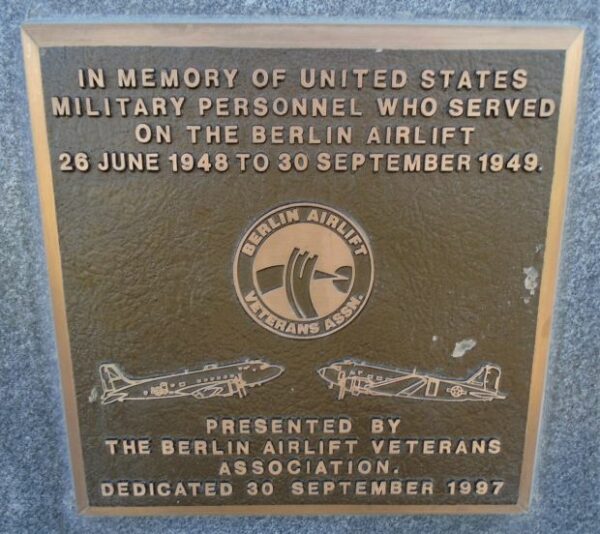 IN MEMORY OF UNITED STATES
MILITARY PERSONNEL WHO SERVED
ON THE BERLIN AIRLIFT
26 JUNE 1948 TO 30 SEPTEMBER 1949.
BERLIN AIRLIFT
VETERANS ASSN.
PRESENTED BY
THE BERLIN AIRLIFT VETERANS
ASSOCIATION.
DEDICATED 30 SEPTEMBER 1997